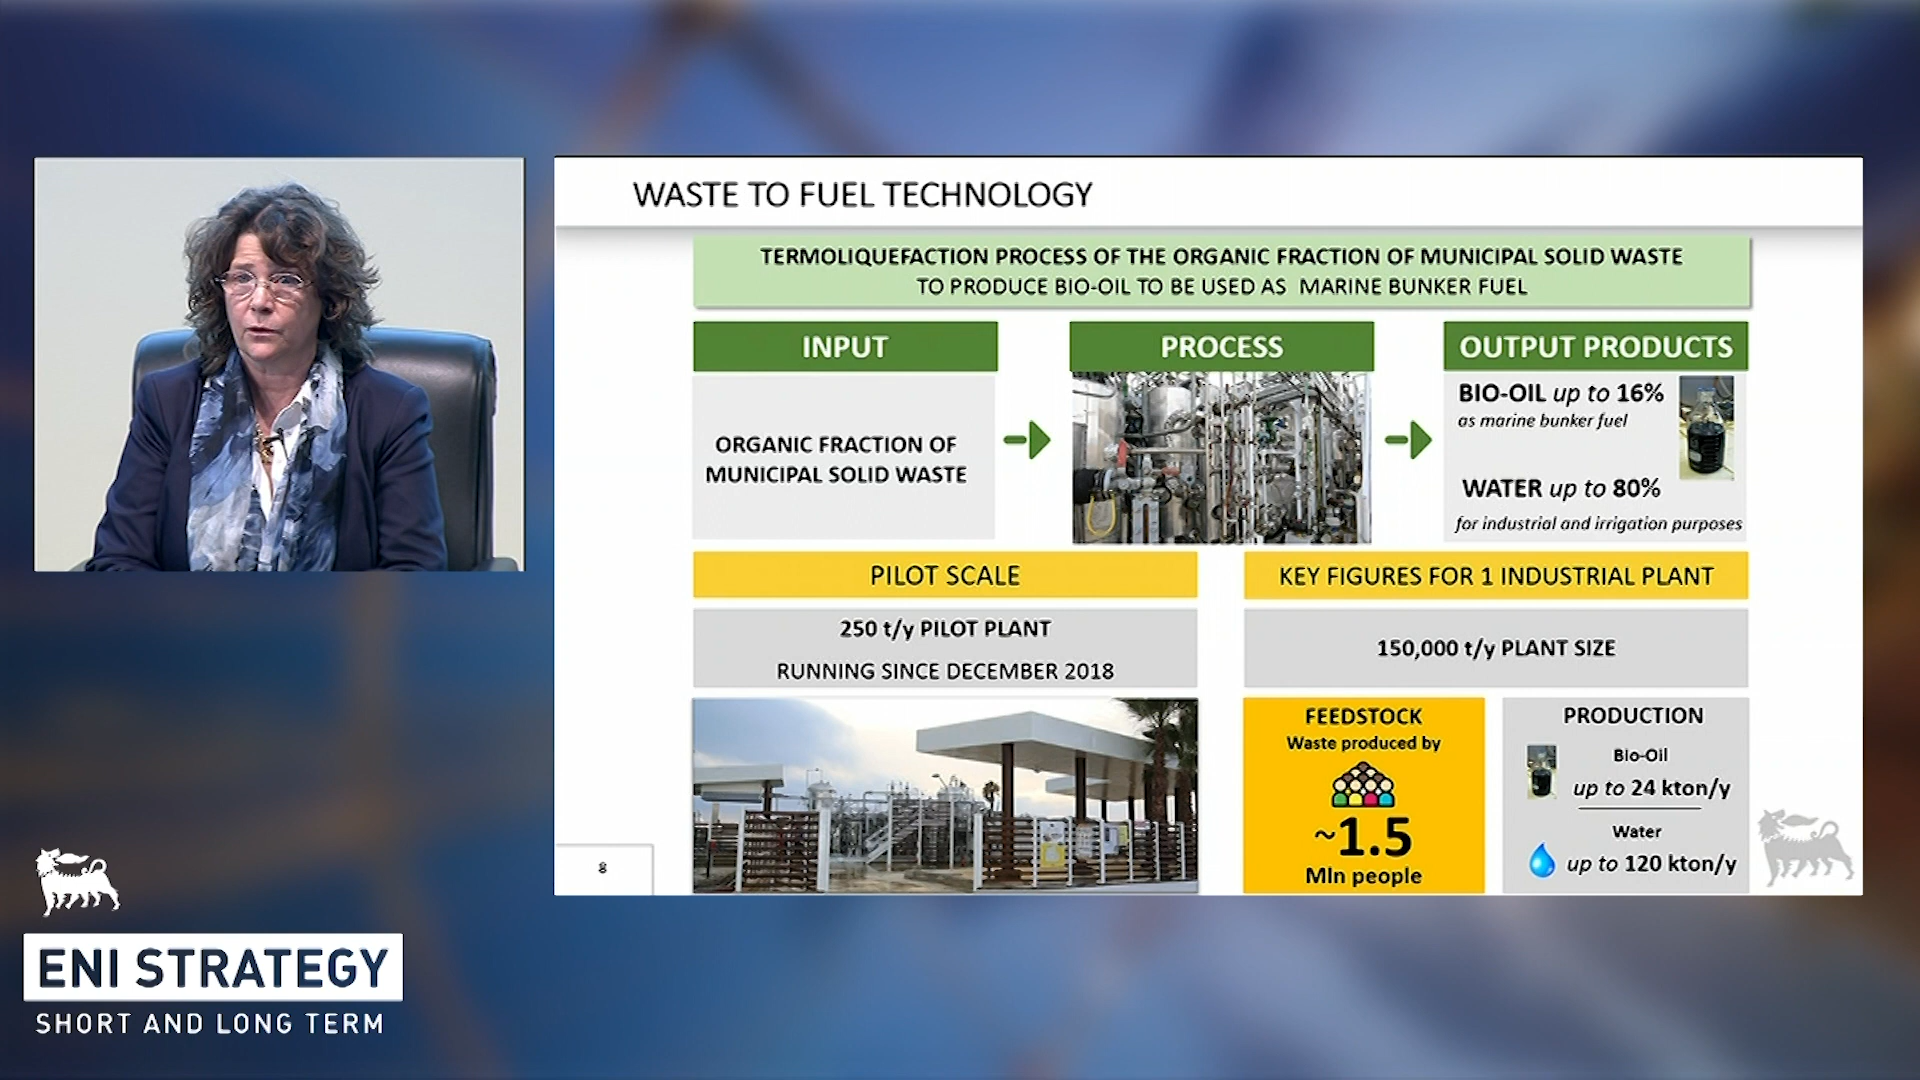 WASTE TO FUEL TECHNOLOGY
TERMOLIQUEFACTION PROCESS OF THE ORGANIC FRACTION OF MUNICIPAL SOLID WASTE
TO PRODUCE BIO-OIL TO BE USED AS MARINE BUNKER FUEL
INPUT
ORGANIC FRACTION OF
MUNICIPAL SOLID WASTE
PROCESS
OUTPUT PRODUCTS
BIO-OIL up to 16%
as marine bunker fuel
WATER up to 80%
for industrial and irrigation purposes
PILOT SCALE
250 t/y PILOT PLANT
RUNNING SINCE DECEMBER 2018
KEY FIGURES FOR 1 INDUSTRIAL PLANT
150,000 t/y PLANT SIZE
FEEDSTOCK
Waste produced by
~1.5
Mln people
PRODUCTION
Bio-Oil
up to 24 kton/y
Water
up to 120 kton/y
8
ENI STRATEGY
SHORT AND LONG TERM